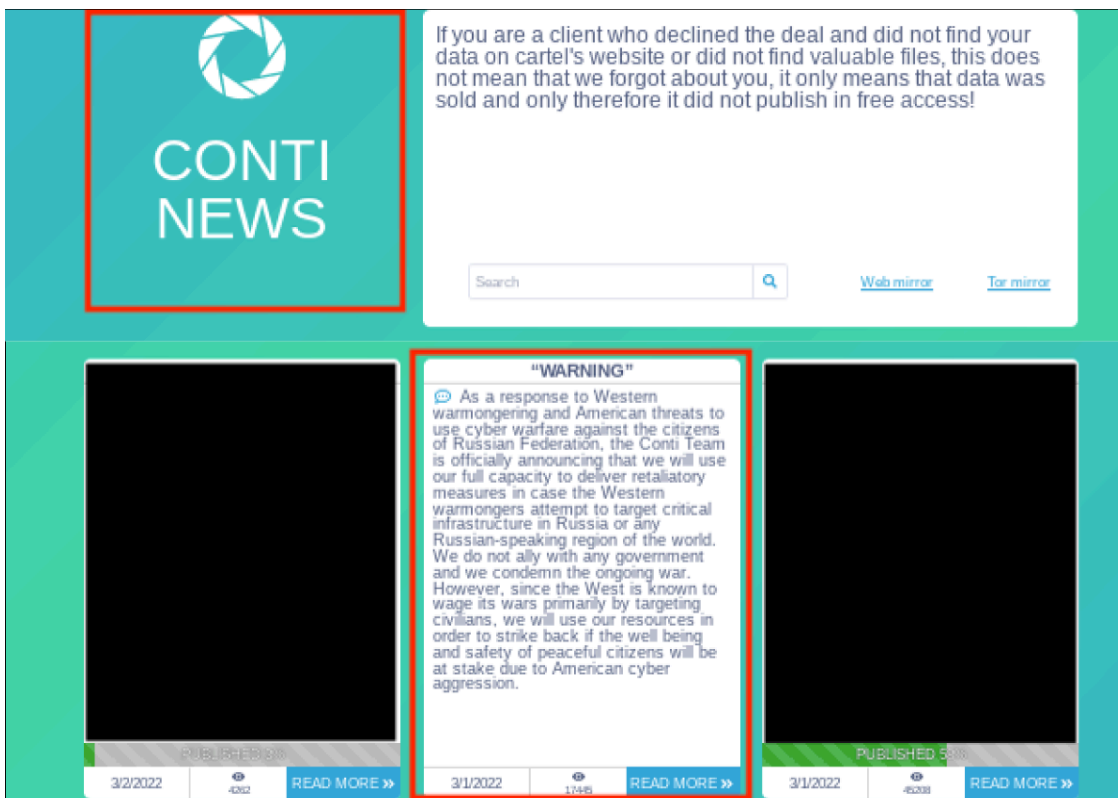 CONTI
NEWS
If you are a client who declined the deal and did not find your
data on cartel's website or did not find valuable files, this does
not mean that we forgot about you, it only means that data was
sold and only therefore it did not publish in free access!
Search
Web mirror
Tor mirror
“WARNING”
As a response to Western
warmongering and American threats to
use cyber warfare against the citizens
of Russian Federation, the Conti Team
is officially announcing that we will use
our full capacity to deliver retaliatory
measures in case the Western
warmongers attempt to target critical
infrastructure in Russia or any
Russian-speaking region of the world.
We do not ally with any government
and we condemn the ongoing war.
However, since the West is known to
wage its wars primarily by targeting
civilians, we will use our resources in
order to strike back if the well being
and safety of peaceful citizens will be
at stake due to American cyber
aggression.
PUBLISHED
3/2/2022
4262
READ MORE »
3/1/2022
17445
READ MORE »
PUBLISHED
3/1/2022
45208
READ MORE »